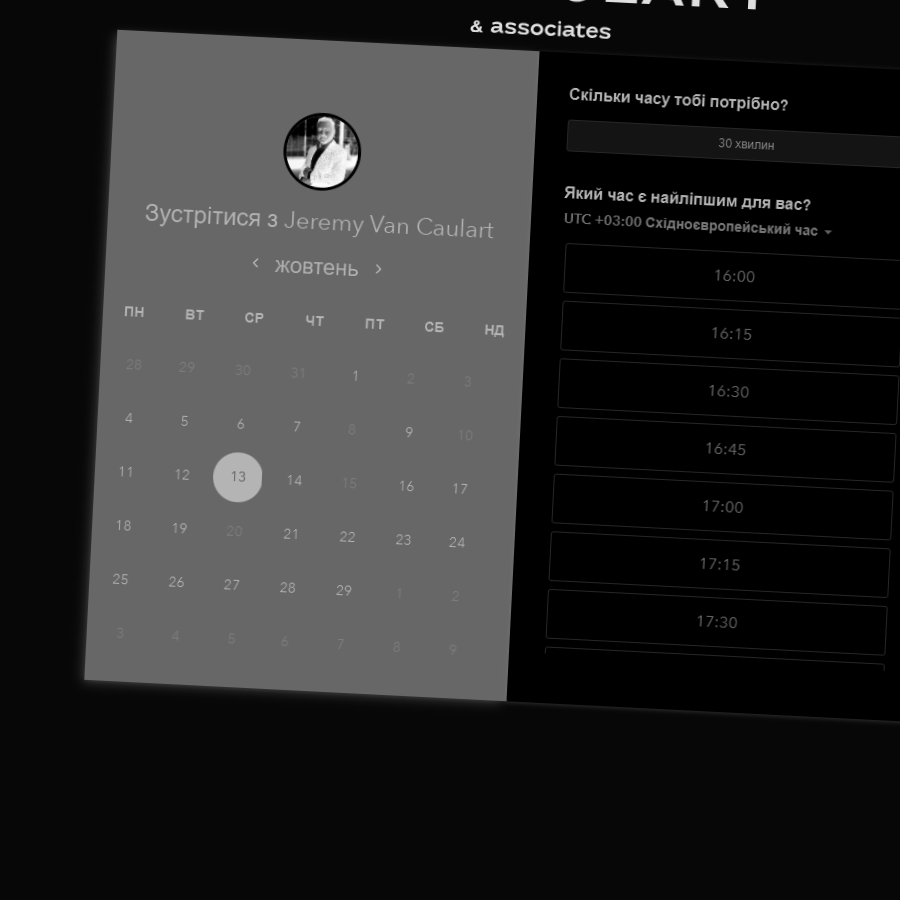 & associates
Зустрітися з Jeremy Van Caulart
жовтень
ПН ВТ СР ЧТ ПТ СБ НД
28 29 30 31 1 2 3
4 5 6 7 8 9 10
11 12 13 14 15 16 17
18 19 20 21 22 23 24
25 26 27 28 29 1 2
3 4 5 6 7 8 9
Скільки часу тобі потрібно?
30 хвилин
Який час є найліпшим для вас?
UTC +03:00 Східноєвропейський час
16:00
16:15
16:30
16:45
17:00
17:15
17:30